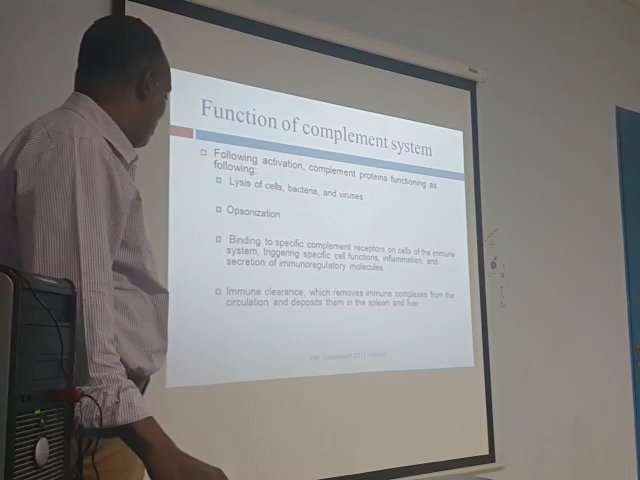 Function of complement system
Following activation, complement proteins functioning as
following:
Lysis of cells, bacteria, and viruses
Opsonization
Binding to specific complement receptors on cells of the immune
system, triggering specific cell functions, inflammation, and
secretion of immunoregulatory molecules
Immune clearance, which removes immune complexes from the
circulation and deposits them in the spleen and liver